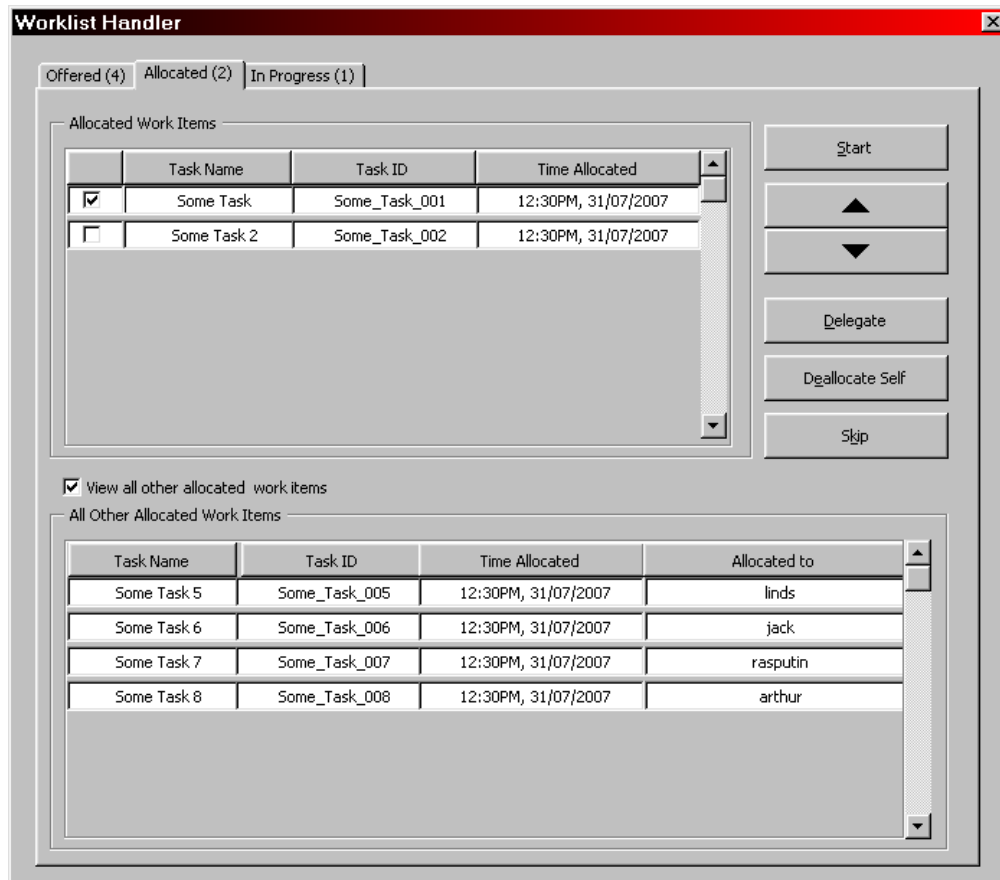 Worklist Handler
Offered (4) Allocated (2) In Progress (1)
Allocated Work Items
Task Name Task ID Time Allocated
Some Task Some_Task_001 12:30PM, 31/07/2007
Some Task 2 Some_Task_002 12:30PM, 31/07/2007
Start
Delegate
Deallocate Self
Skip
View all other allocated work items
All Other Allocated Work Items
Task Name Task ID Time Allocated Allocated to
Some Task 5 Some_Task_005 12:30PM, 31/07/2007 linds
Some Task 6 Some_Task_006 12:30PM, 31/07/2007 jack
Some Task 7 Some_Task_007 12:30PM, 31/07/2007 rasputin
Some Task 8 Some_Task_008 12:30PM, 31/07/2007 arthur